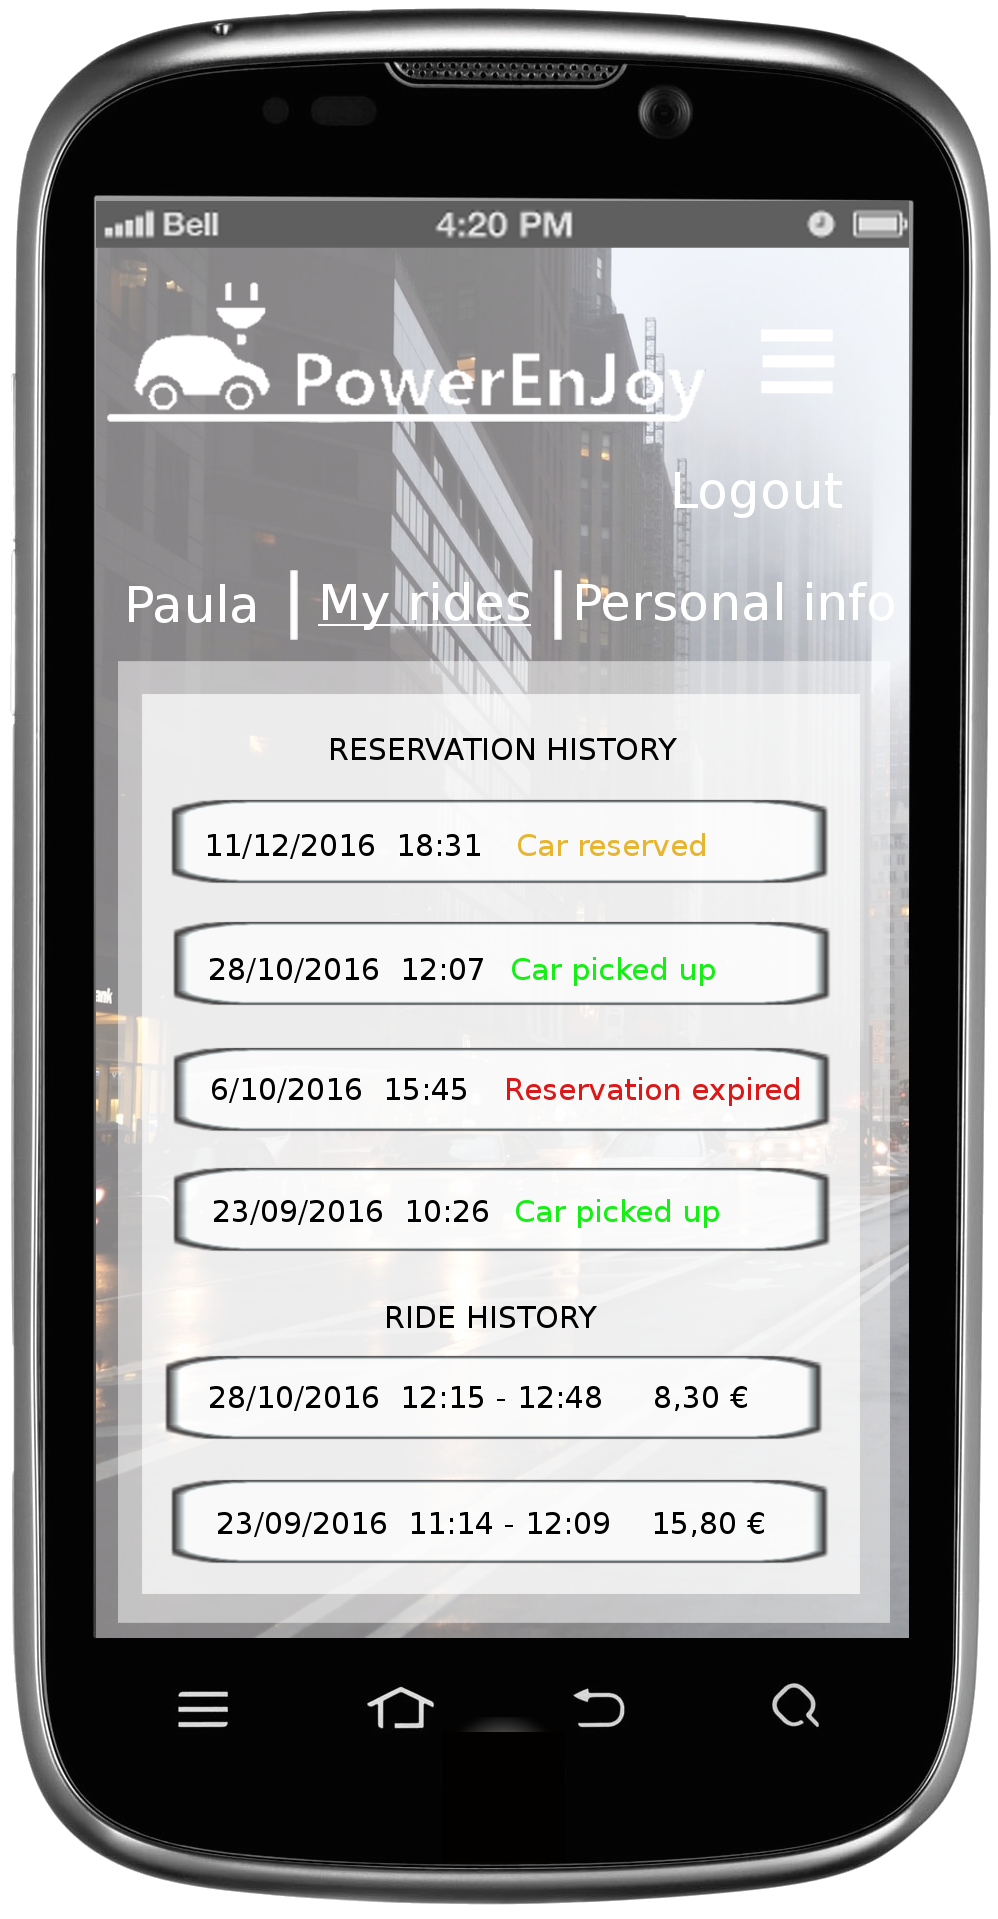 Bell 4:20 PM
PowerEnJoy
Logout
Paula | My rides | Personal info
RESERVATION HISTORY
11/12/2016 18:31 Car reserved
28/10/2016 12:07 Car picked up
6/10/2016 15:45 Reservation expired
23/09/2016 10:26 Car picked up
RIDE HISTORY
28/10/2016 12:15 - 12:48 8,30 €
23/09/2016 11:14 - 12:09 15,80 €